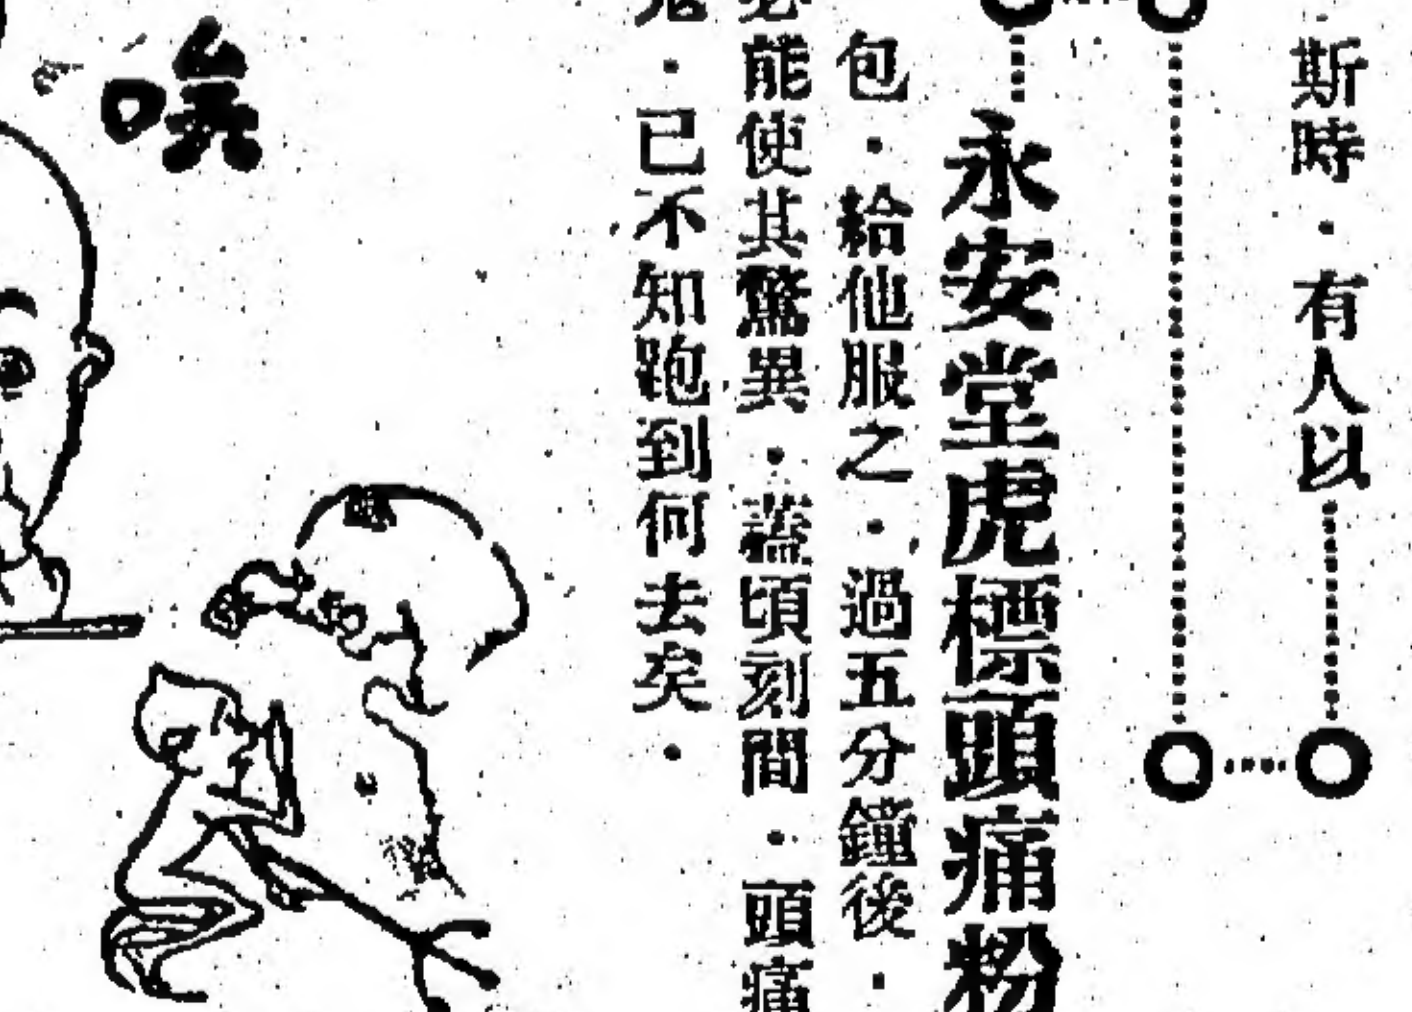 斯時．有人以
永安堂虎標頭痛粉
包．給他服之．過五分鐘後．
能使其驚異．蓋頃刻間．頭痛
．已不知跑到何去矣．
唉